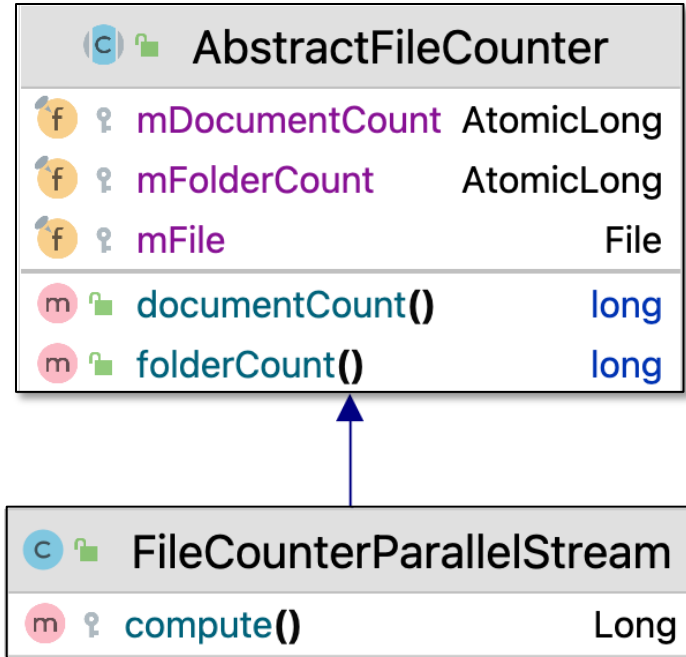 C AbstractFileCounter
f mDocumentCount AtomicLong
f mFolderCount AtomicLong
f mFile File
m documentCount() long
m folderCount() long
C FileCounterParallelStream
m compute() Long